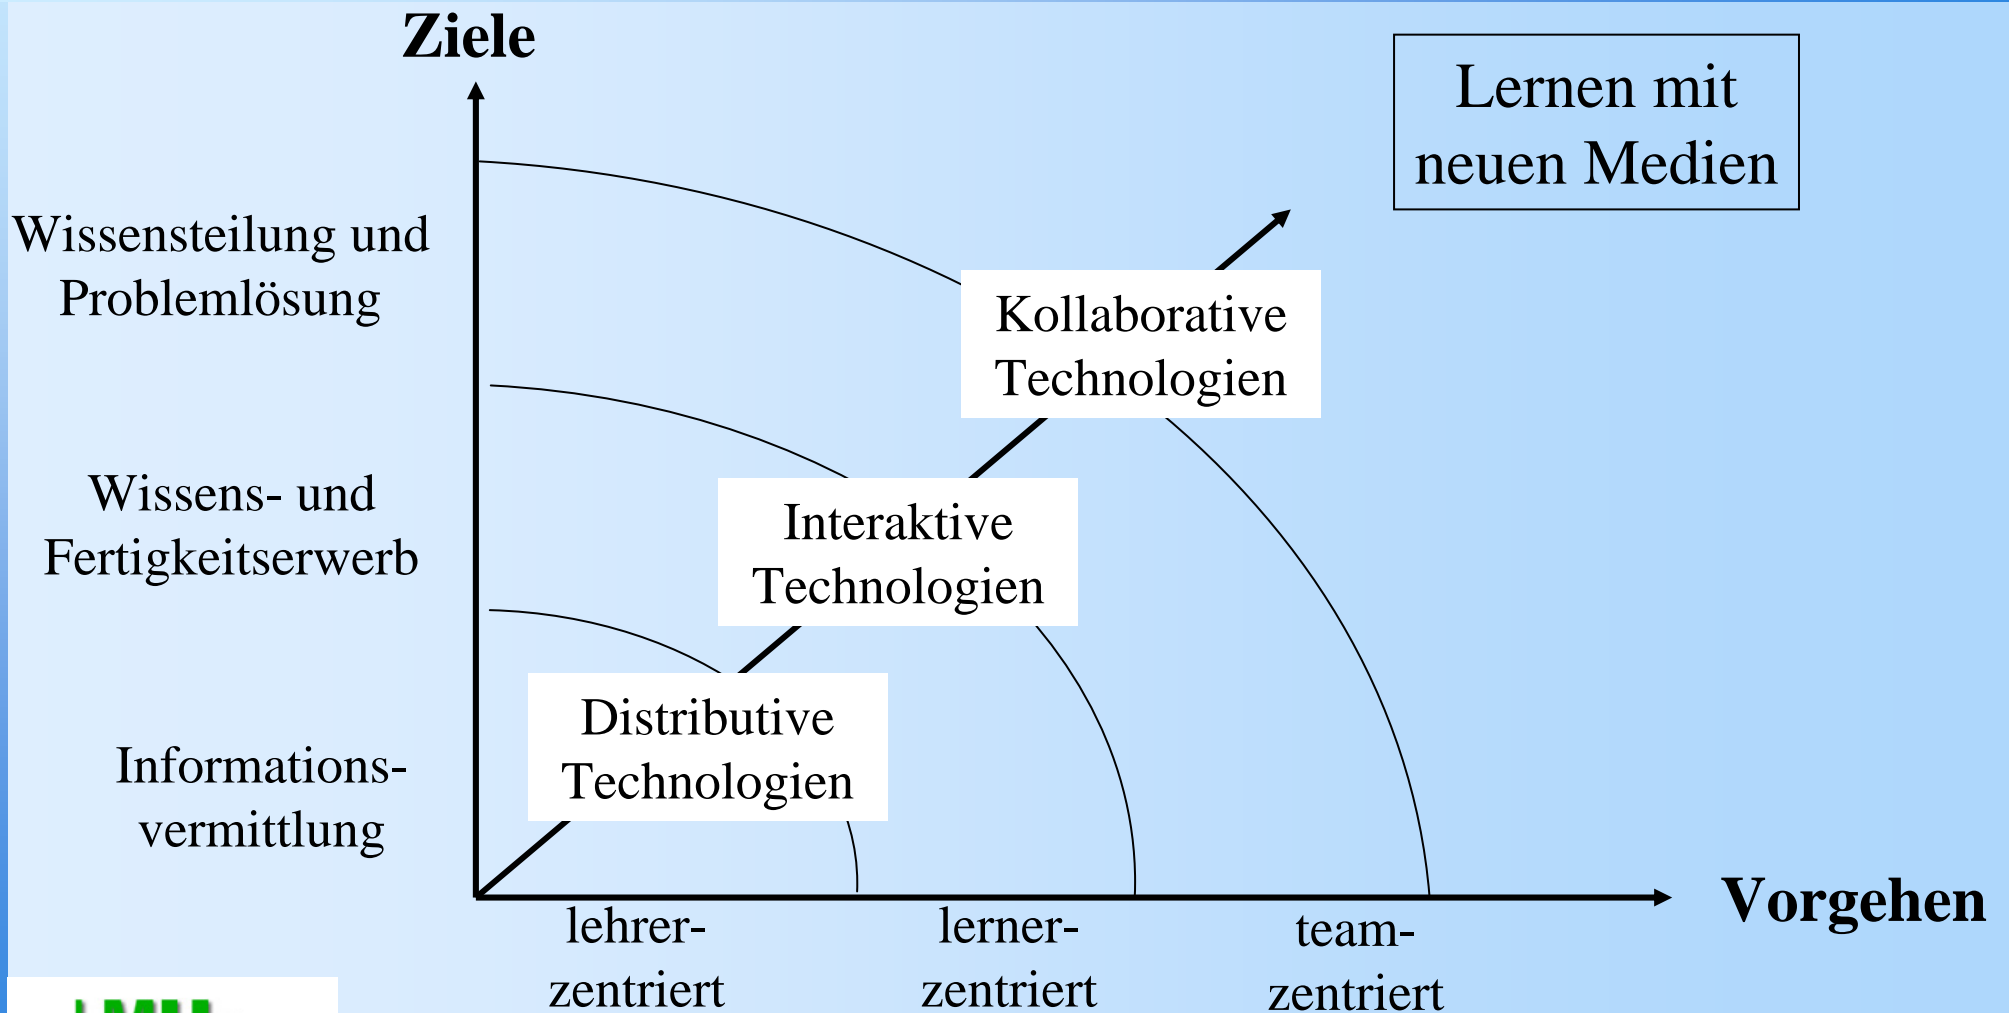 Ziele
Lernen mit
neuen Medien
Wissensteilung und
Problemlösung
Kollaborative
Technologien
Wissens- und
Fertigkeitserwerb
Interaktive
Technologien
Informations-
vermittlung
Distributive
Technologien
Vorgehen
lehrer-
zentriert
lerner-
zentriert
team-
zentriert